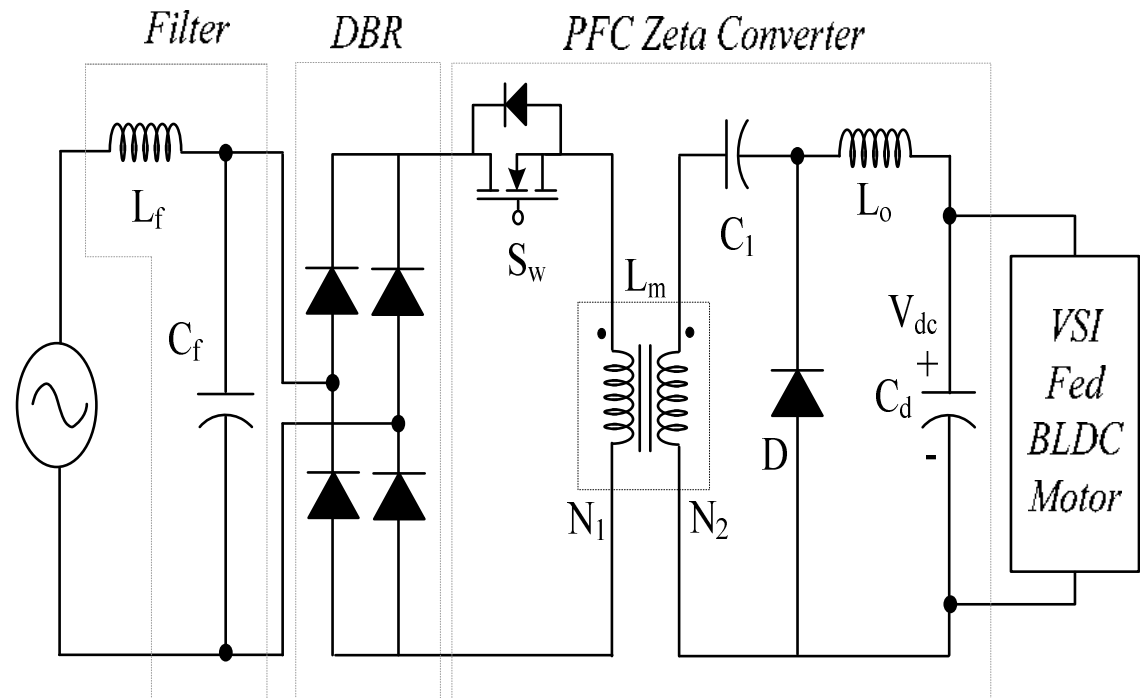 Filter
DBR
PFC Zeta Converter
Lf
Cf
Sw
Lm
N1
N2
C1
D
Lo
Vdc
+
Cd
-
VSI
Fed
BLDC
Motor